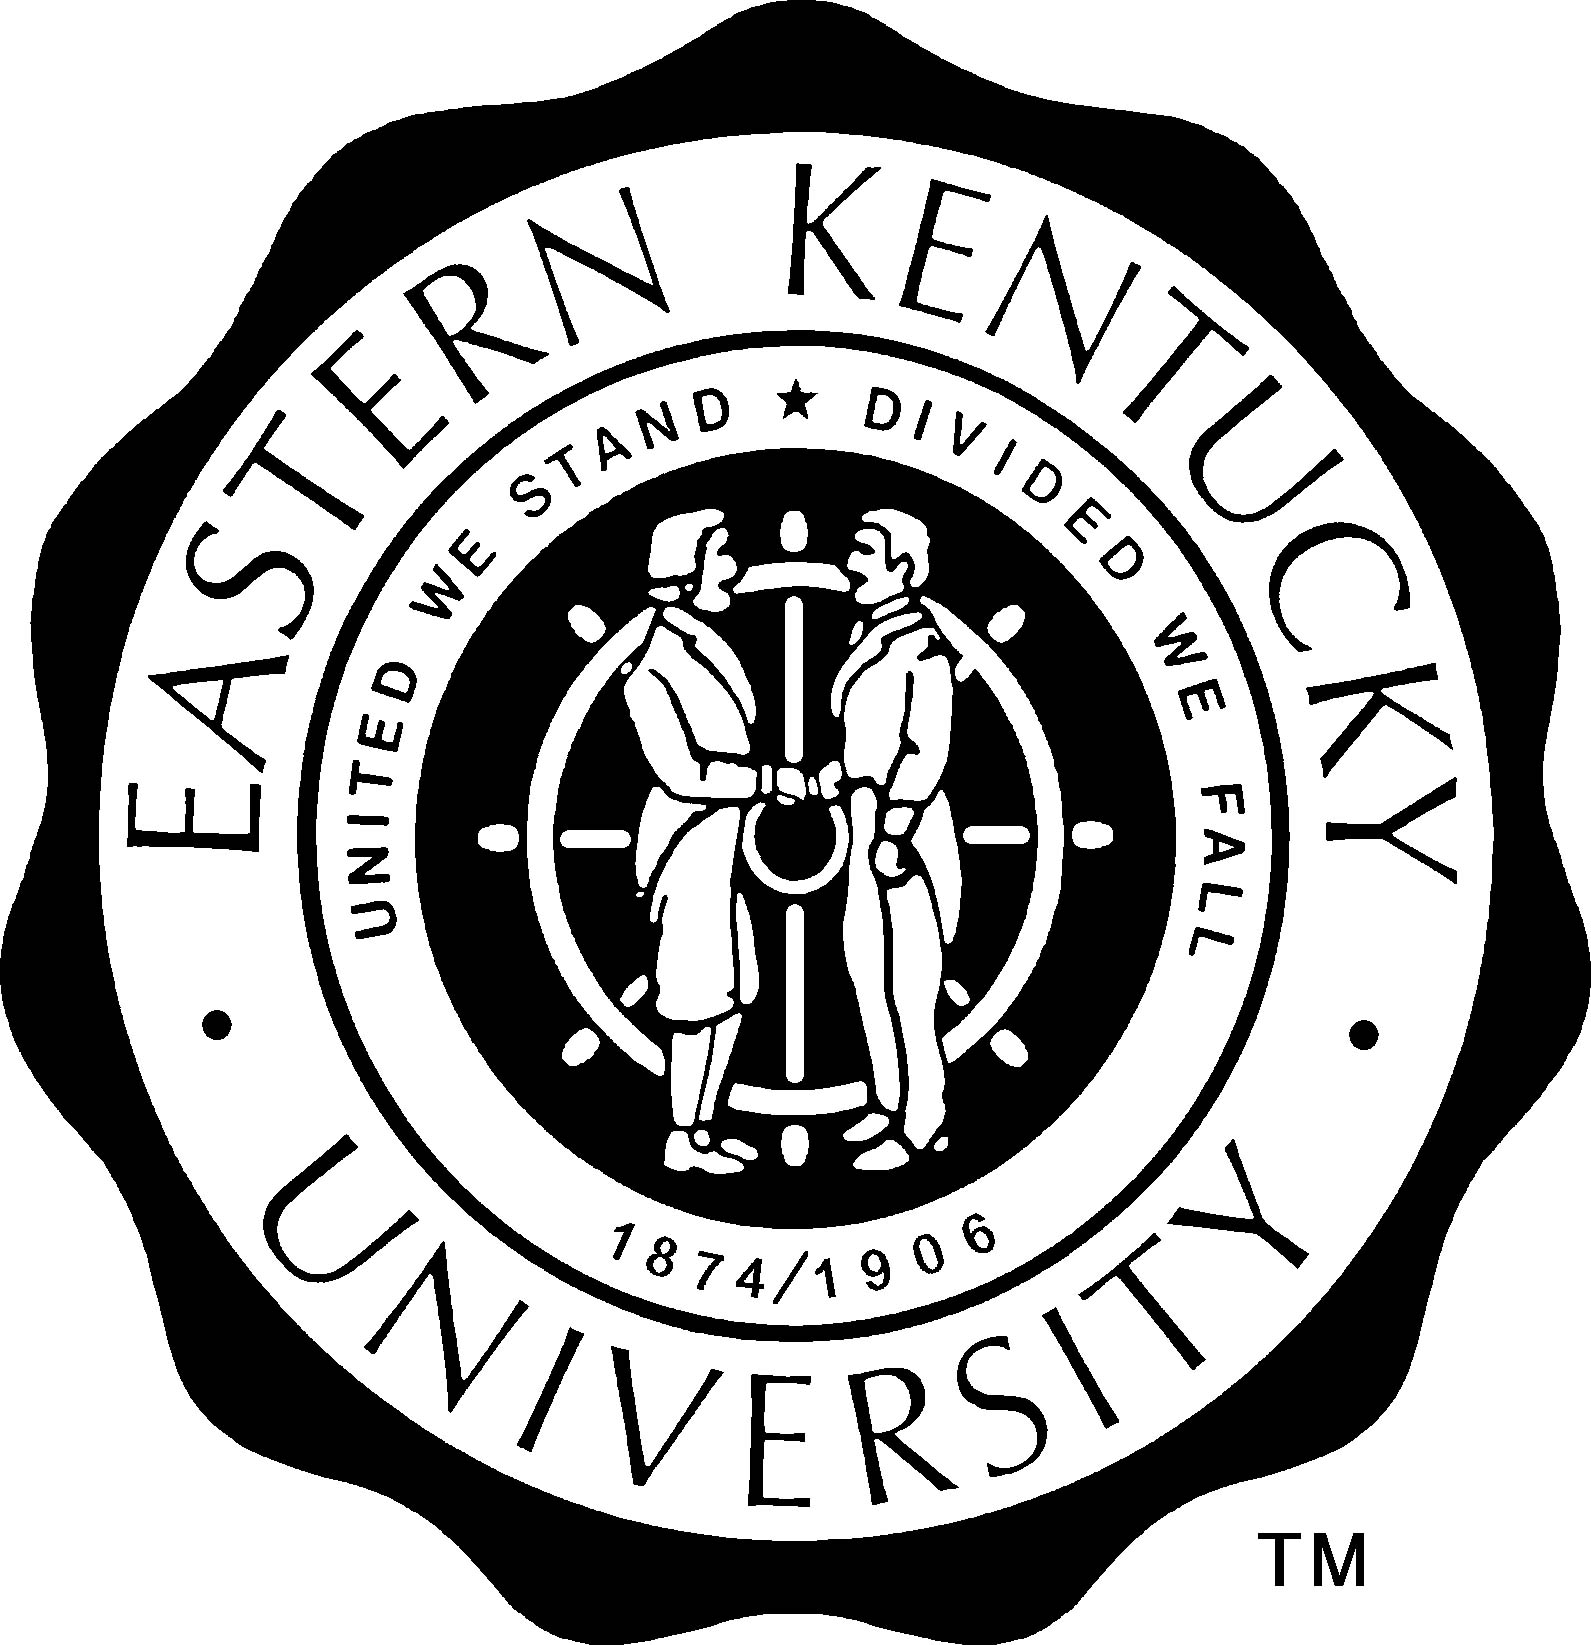 EASTERN KENTUCKY
UNITED WE STAND ★ DIVIDED WE FALL
1874/1906
• UNIVERSITY •
TM